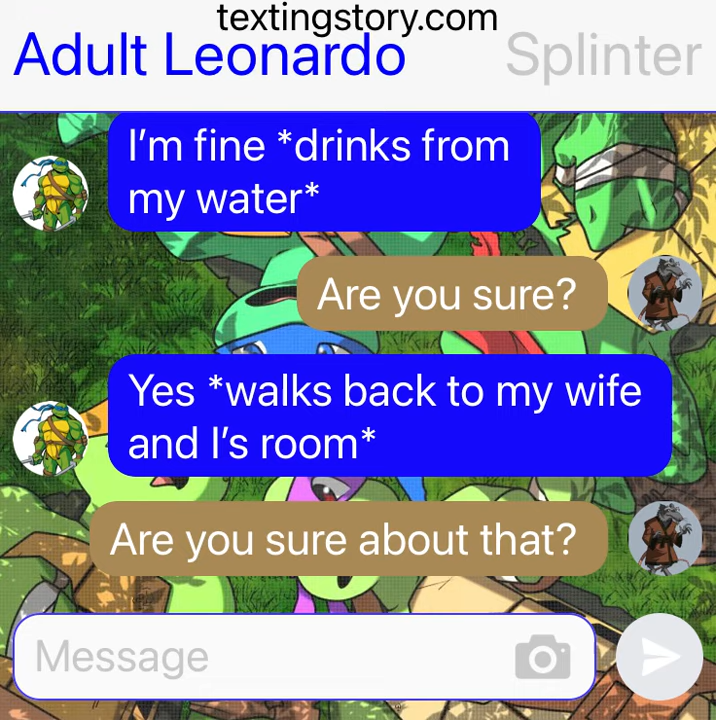 textingstory.com
Adult Leonardo
Splinter
I’m fine *drinks from
my water*
Are you sure?
Yes *walks back to my wife
and I’s room*
Are you sure about that?
Message